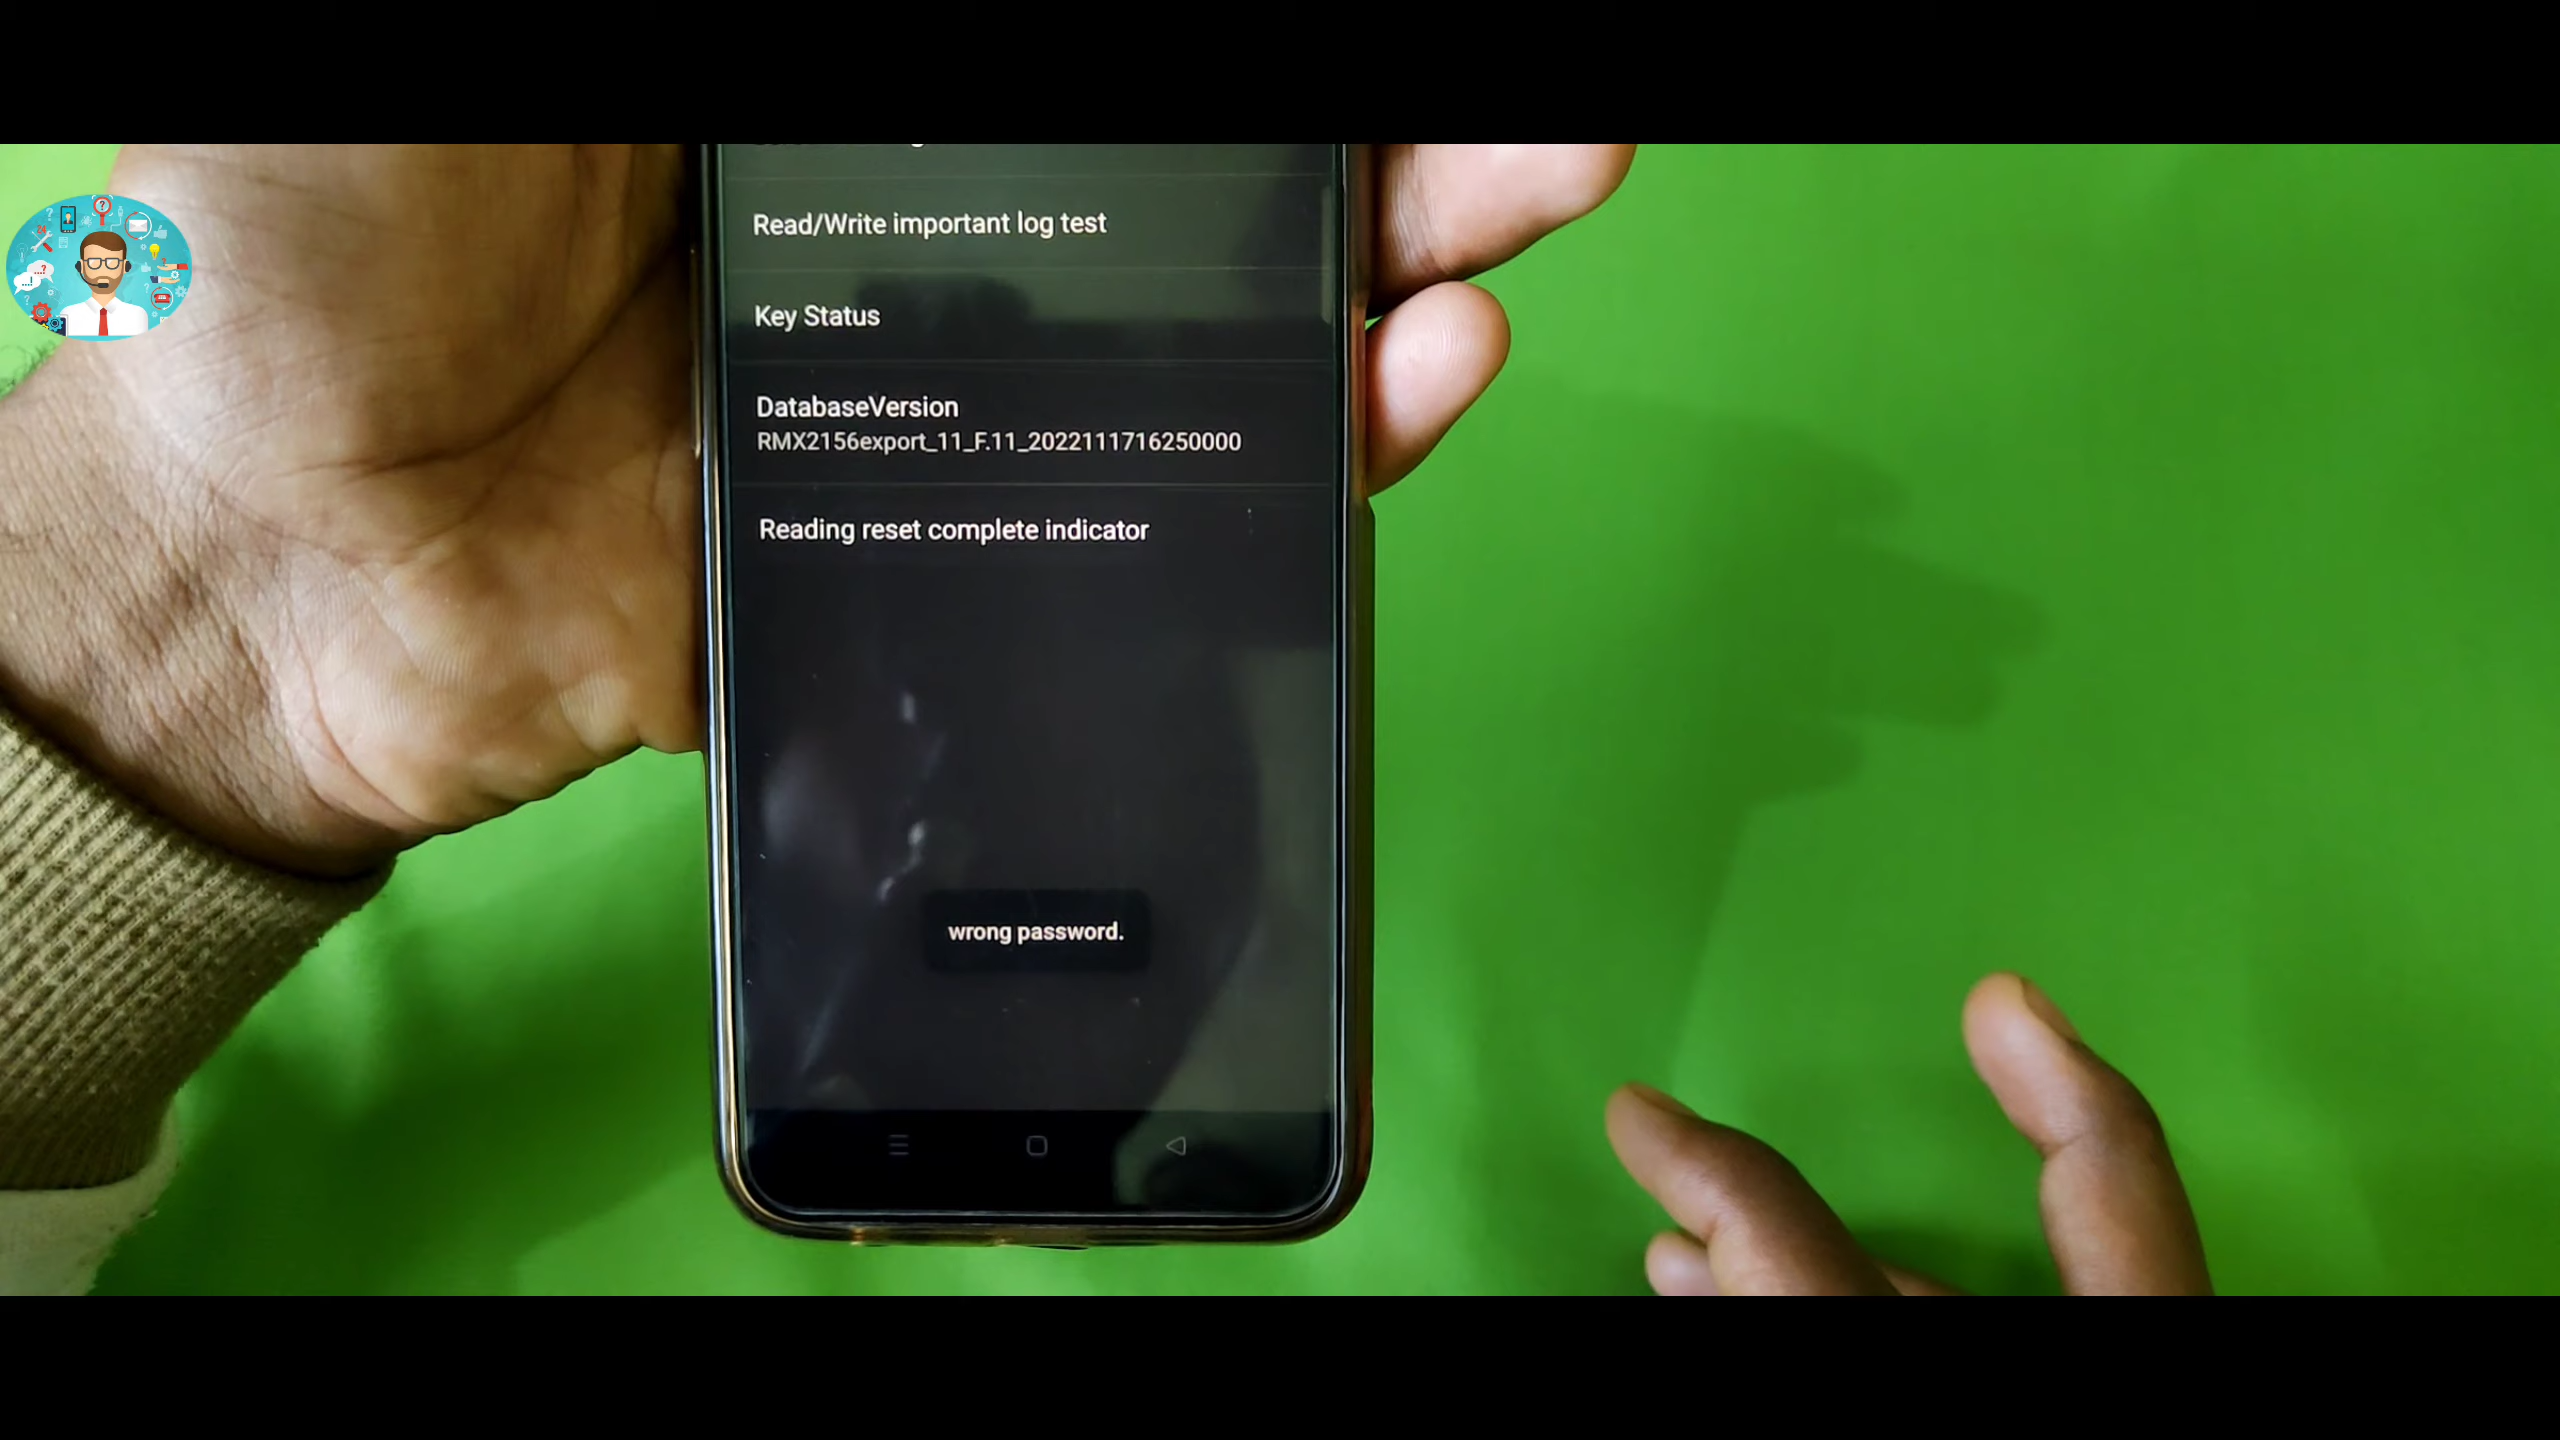 Read/Write important log test
Key Status
DatabaseVersion
RMX2156export_11_F.11_2022111716250000
Reading reset complete indicator
wrong password.